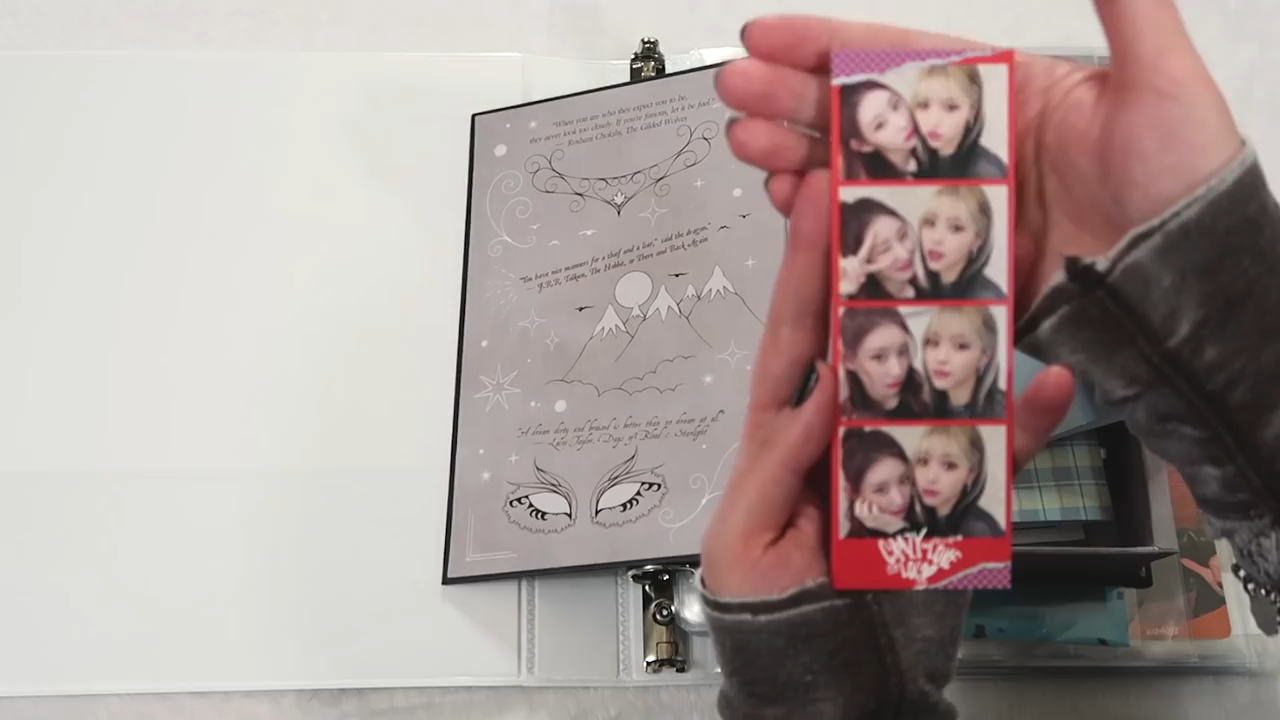 "When you are who they expect you to be,
they never look too closely. If you're furious, let it be fuel."
— Roshani Chokshi, The Gilded Wolves
"You have nice manners for a thief and a liar," said the dragon."
— J.R.R. Tolkien, The Hobbit, or There and Back Again
"A dream dirty and bruised is better than no dream at all."
— Laini Taylor, Days of Blood & Starlight